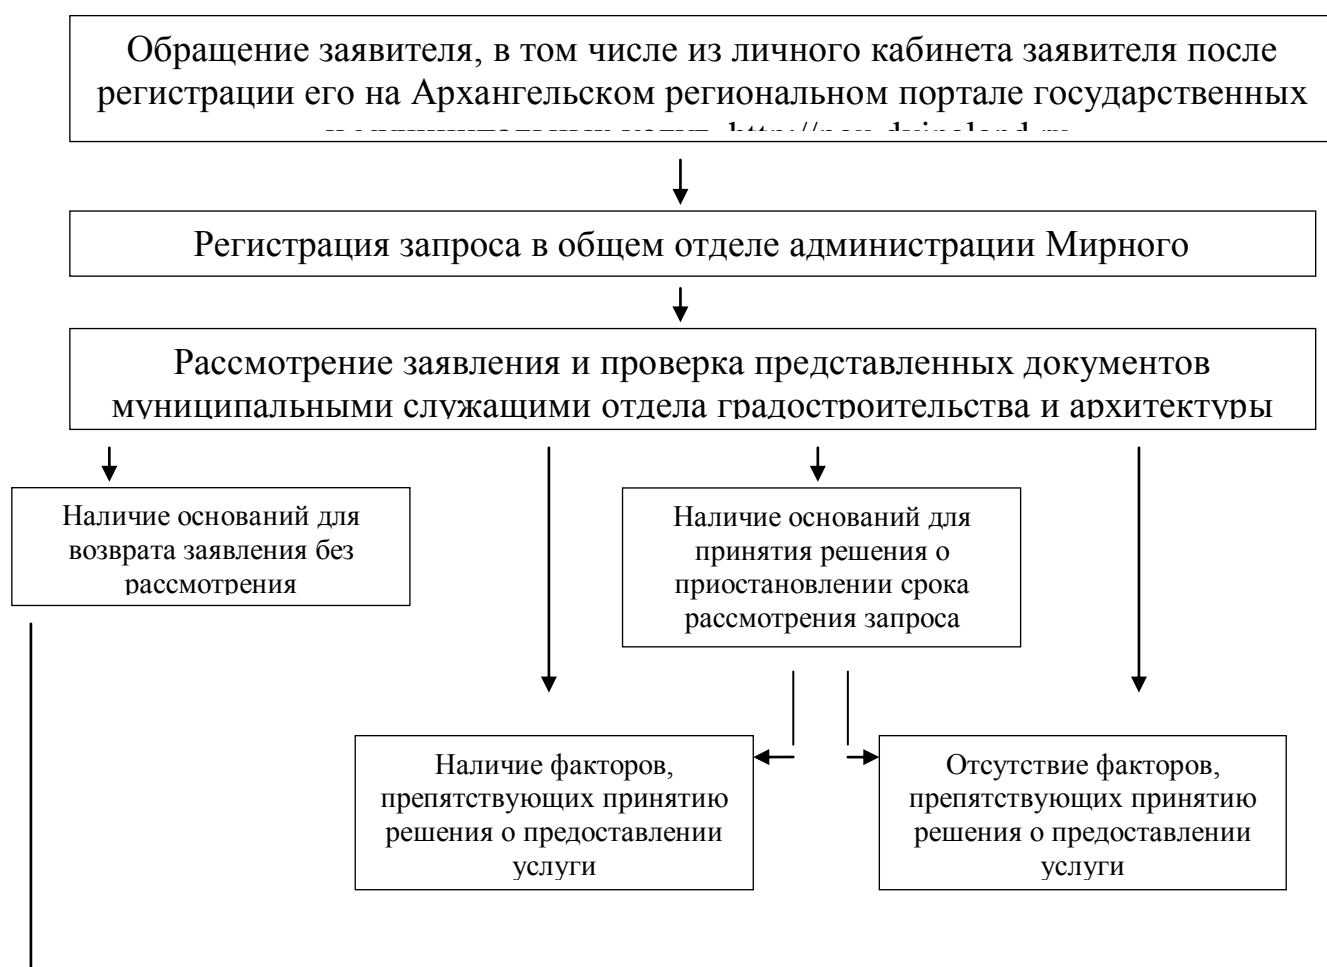 Обращение заявителя, в том числе из личного кабинета заявителя после
регистрации его на Архангельском региональном портале государственных
и муниципальных услуг
Регистрация запроса в общем отделе администрации Мирного
Рассмотрение заявления и проверка представленных документов
муниципальными служащими отдела градостроительства и архитектуры
Наличие оснований для
возврата заявления без
рассмотрения
Наличие оснований для
принятия решения о
приостановлении срока
рассмотрения запроса
Наличие факторов,
препятствующих принятию
решения о предоставлении
услуги
Отсутствие факторов,
препятствующих принятию
решения о предоставлении
услуги